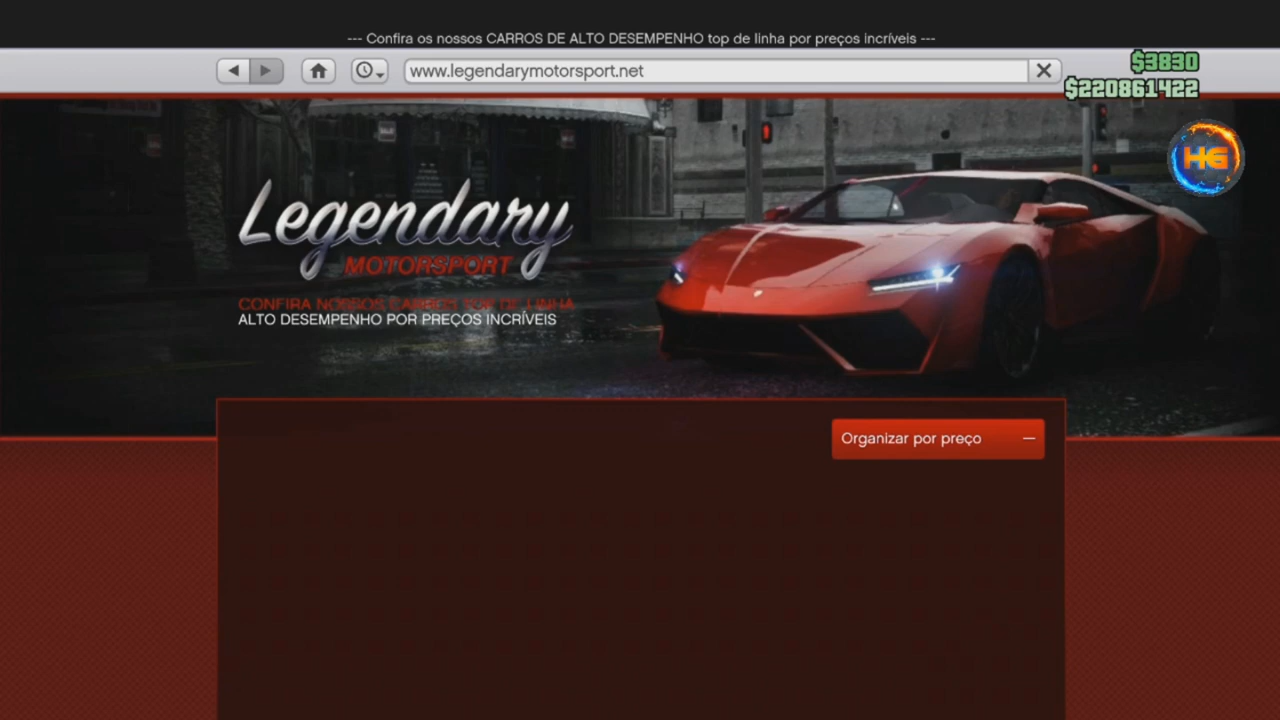 --- Confira os nossos CARROS DE ALTO DESEMPENHO top de linha por preços incríveis ---
www.legendarymotorsport.net
$3830
$220861422
HG
Legendary
MOTORSPORT
CONFIRA NOSSOS CARROS TOP DE LINHA
ALTO DESEMPENHO POR PREÇOS INCRÍVEIS
Organizar por preço